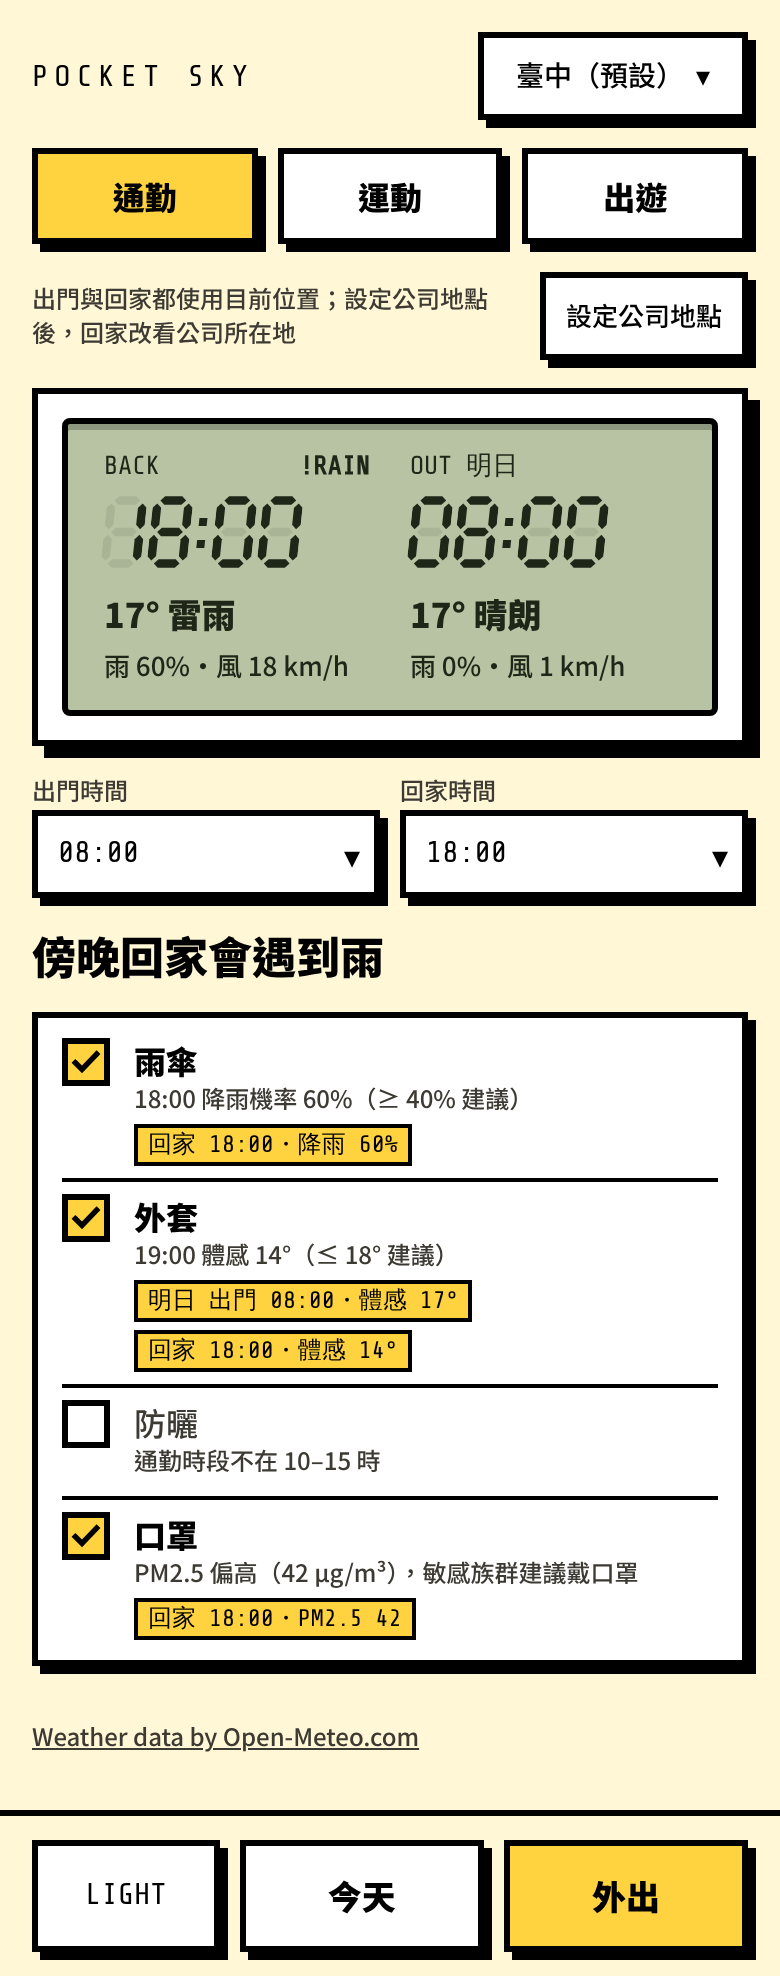 POCKET SKY
臺中（預設） ▼
通勤
運動
出遊
出門與回家都使用目前位置；設定公司地點
後，回家改看公司所在地
設定公司地點
BACK !RAIN
18:00
17° 雷雨
雨 60%・風 18 km/h
OUT 明日
08:00
17° 晴朗
雨 0%・風 1 km/h
出門時間
08:00 ▼
回家時間
18:00 ▼
傍晚回家會遇到雨
雨傘
18:00 降雨機率 60%（≥ 40% 建議）
回家 18:00・降雨 60%
外套
19:00 體感 14°（≤ 18° 建議）
明日 出門 08:00・體感 17°
回家 18:00・體感 14°
防曬
通勤時段不在 10–15 時
口罩
PM2.5 偏高（42 μg/m³），敏感族群建議戴口罩
回家 18:00・PM2.5 42
Weather data by Open-Meteo.com
LIGHT
今天
外出